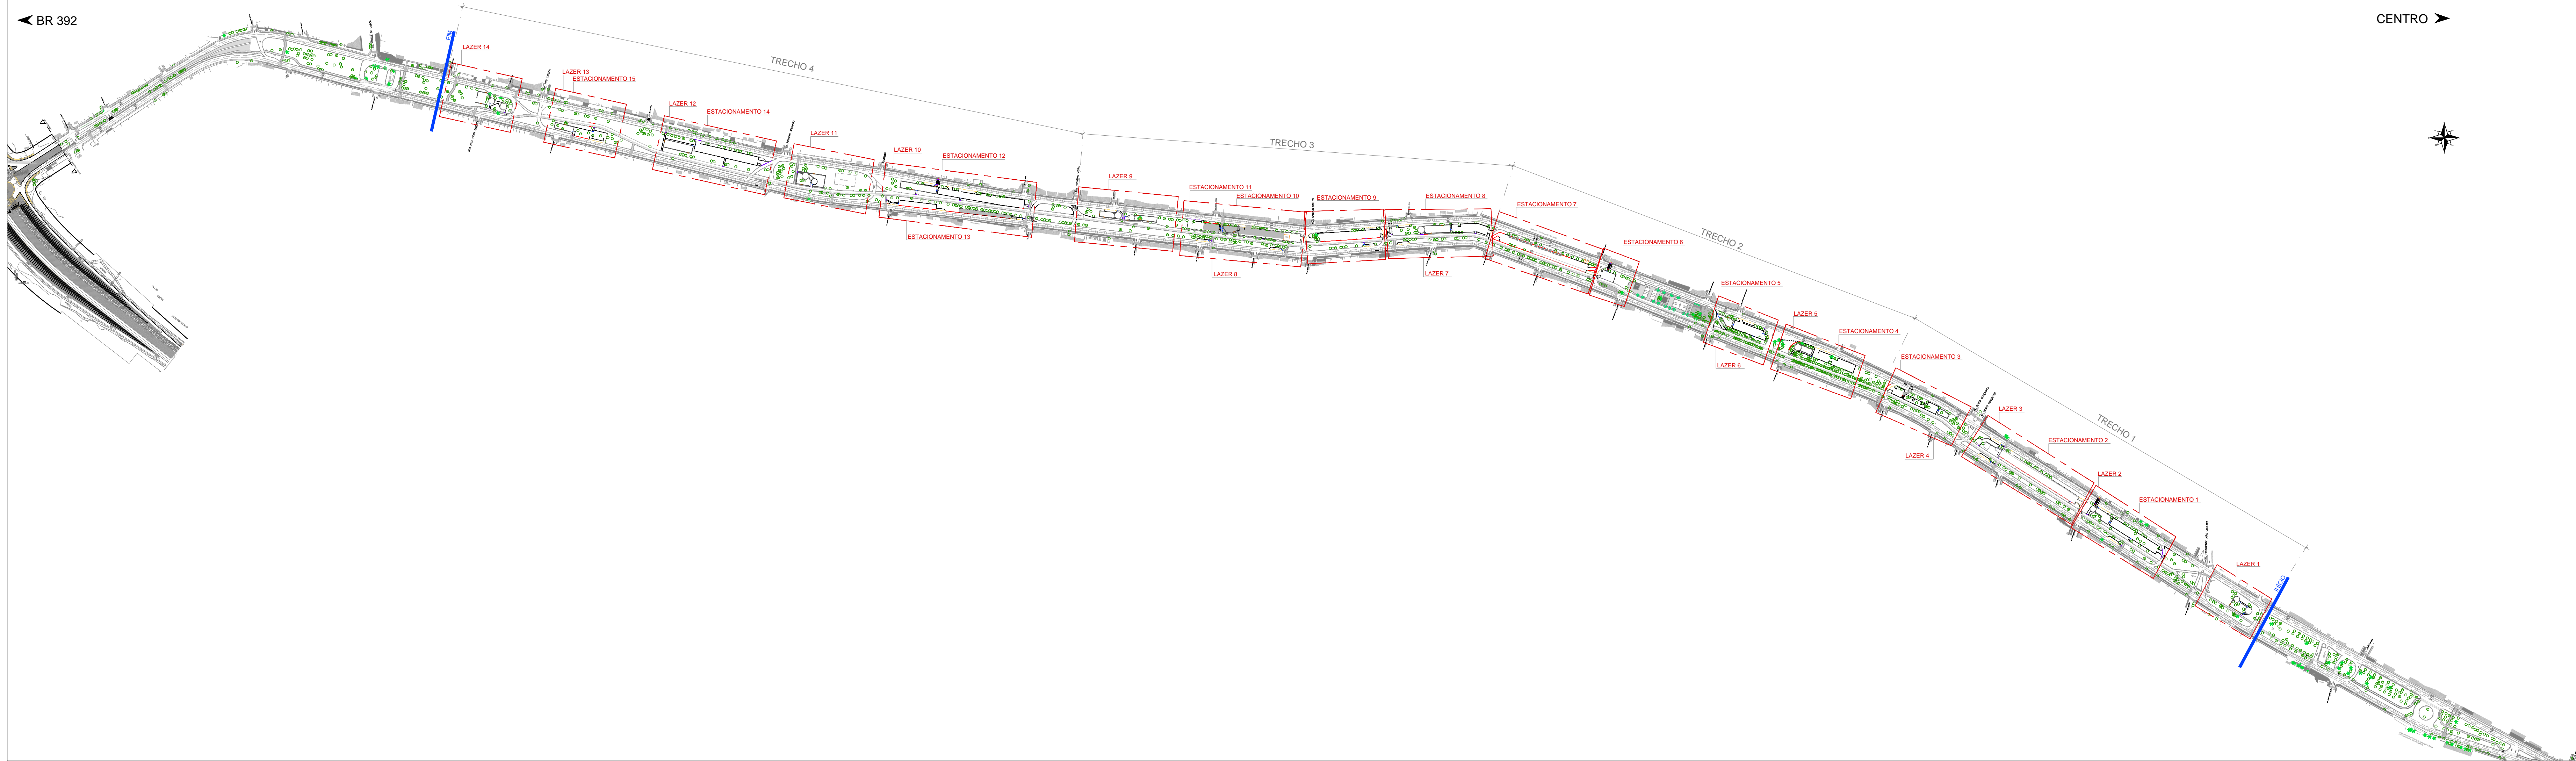 BR 392
CENTRO
FIM
LAZER 14
TRECHO 4
LAZER 13
ESTACIONAMENTO 15
LAZER 12
ESTACIONAMENTO 14
LAZER 11
LAZER 10
ESTACIONAMENTO 12
ESTACIONAMENTO 13
TRECHO 3
LAZER 9
ESTACIONAMENTO 11
ESTACIONAMENTO 10
LAZER 8
ESTACIONAMENTO 9
ESTACIONAMENTO 8
LAZER 7
ESTACIONAMENTO 7
TRECHO 2
ESTACIONAMENTO 6
ESTACIONAMENTO 5
LAZER 6
LAZER 5
ESTACIONAMENTO 4
ESTACIONAMENTO 3
LAZER 4
TRECHO 1
LAZER 3
ESTACIONAMENTO 2
LAZER 2
ESTACIONAMENTO 1
LAZER 1
INÍCIO